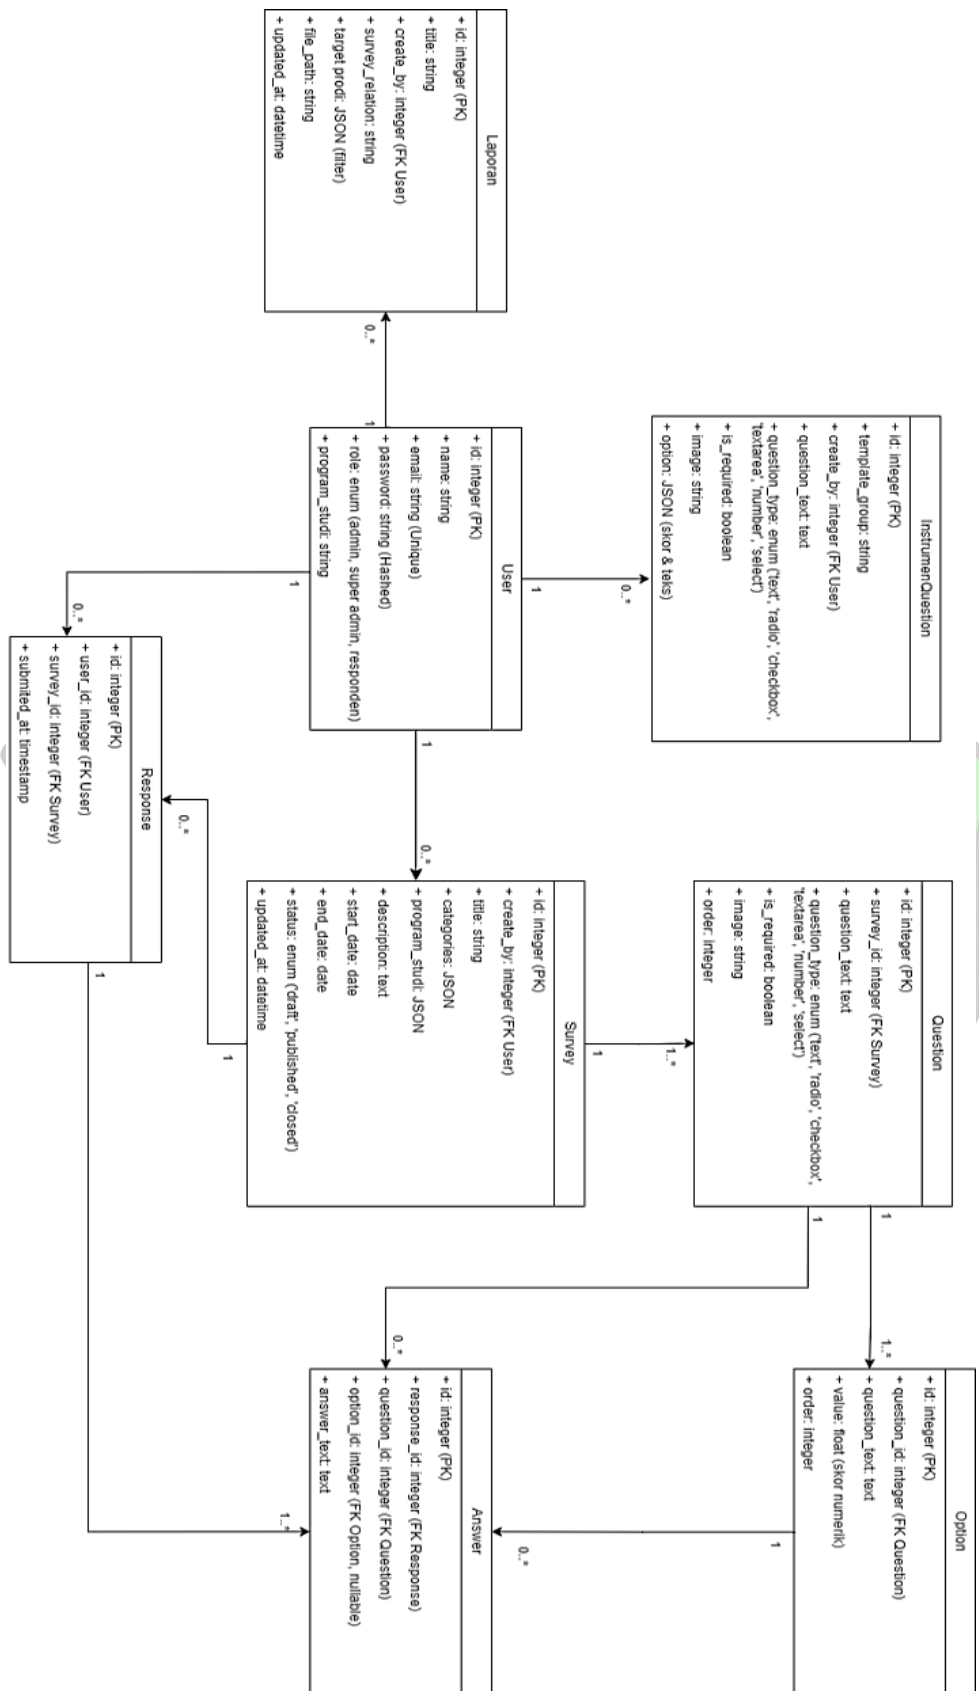 Laporan
+ id: integer (PK)
+ title: string
+ create_by: integer (FK User)
+ survey_relation: string
+ target prodi: JSON (filter)
+ file_path: string
+ updated_at: datetime
0..*
1
InstrumenQuestion
+ id: integer (PK)
+ template_group: string
+ create_by: integer (FK User)
+ question_text: text
+ question_type: enum ('text', 'radio', 'checkbox',
'textarea', 'number', 'select')
+ is_required: boolean
+ image: string
+ option: JSON (skor & teks)
0..*
1
User
+ id: integer (PK)
+ name: string
+ email: string (Unique)
+ password: string (Hashed)
+ role: enum (admin, super admin, responden)
+ program_studi: string
1
0..*
1
0..*
Response
+ id: integer (PK)
+ user_id: integer (FK User)
+ survey_id: integer (FK Survey)
+ submited_at: timestamp
0..*
1
1
1..*
Survey
+ id: integer (PK)
+ create_by: integer (FK User)
+ title: string
+ categories: JSON
+ program_studi: JSON
+ description: text
+ start_date: date
+ end_date: date
+ status: enum ('draft', 'published', 'closed')
+ updated_at: datetime
1
1..*
Question
+ id: integer (PK)
+ survey_id: integer (FK Survey)
+ question_text: text
+ question_type: enum ('text', 'radio', 'checkbox',
'textarea', 'number', 'select')
+ is_required: boolean
+ image: string
+ order: integer
1
1..*
1
0..*
Option
+ id: integer (PK)
+ question_id: integer (FK Question)
+ question_text: text
+ value: float (skor numerik)
+ order: integer
1
0..*
Answer
+ id: integer (PK)
+ response_id: integer (FK Response)
+ question_id: integer (FK Question)
+ option_id: integer (FK Option, nullable)
+ answer_text: text